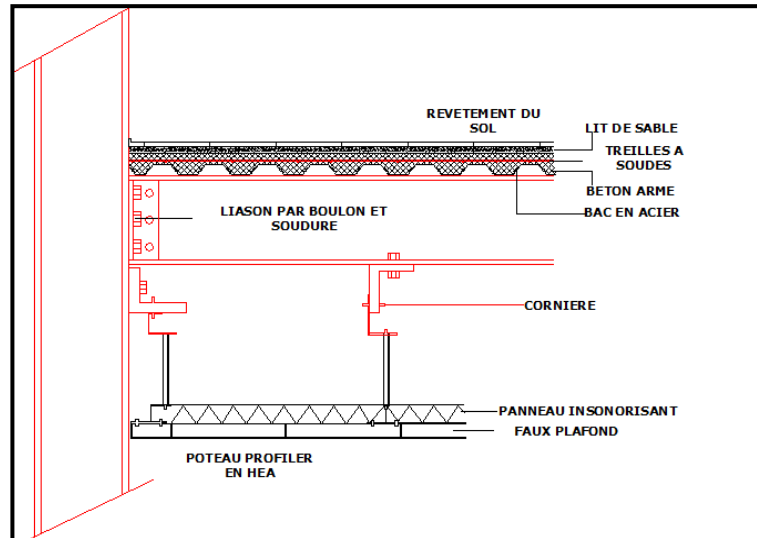 REVETEMENT DU
SOL
LIT DE SABLE
TREILLES A
SOUDES
BETON ARME
BAC EN ACIER
LIASON PAR BOULON ET
SOUDURE
CORNIERE
PANNEAU INSONORISANT
FAUX PLAFOND
POTEAU PROFILER
EN HEA